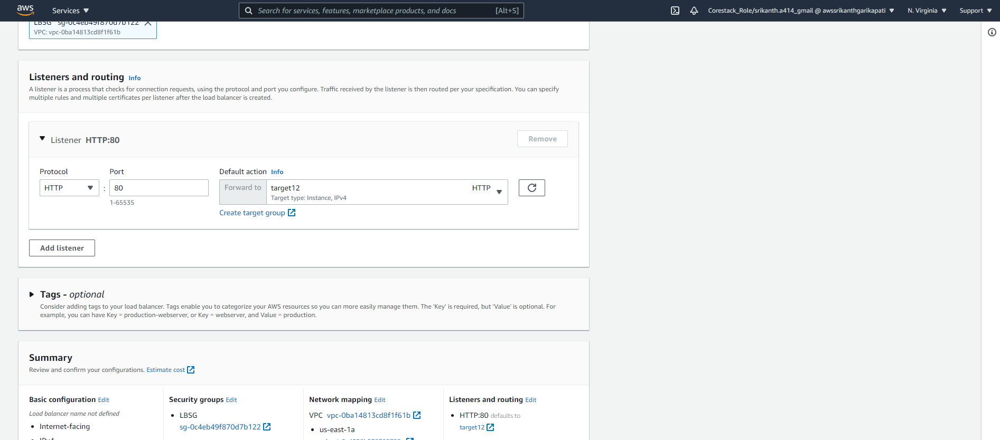 aws Services Search for services, features, marketplace products, and docs [Alt+S] Corestack_Role/srikanth.a414_gmail @ awssrikanthgarikapati N. Virginia Support
LBSG sg-0c4eb49f870d7b122
VPC: vpc-0ba14813cd8f1f61b
Listeners and routing Info
A listener is a process that checks for connection requests, using the protocol and port you configure. Traffic received by the listener is then routed per your specification. You can specify
multiple rules and multiple certificates per listener after the load balancer is created.
Listener HTTP:80 Remove
Protocol Port Default action Info
HTTP : 80 Forward to target12 HTTP
Target type: Instance, IPv4
1-65535
Create target group
Add listener
Tags - optional
Consider adding tags to your load balancer. Tags enable you to categorize your AWS resources so you can more easily manage them. The 'Key' is required, but 'Value' is optional. For
example, you can have Key = production-webserver, or Key = webserver, and Value = production.
Summary
Review and confirm your configurations. Estimate cost
Basic configuration Edit Security groups Edit Network mapping Edit Listeners and routing Edit
Load balancer name not defined
• LBSG VPC vpc-0ba14813cd8f1f61b • HTTP:80 defaults to
• Internet-facing sg-0c4eb49f870d7b122 • us-east-1a target12
• IPv4